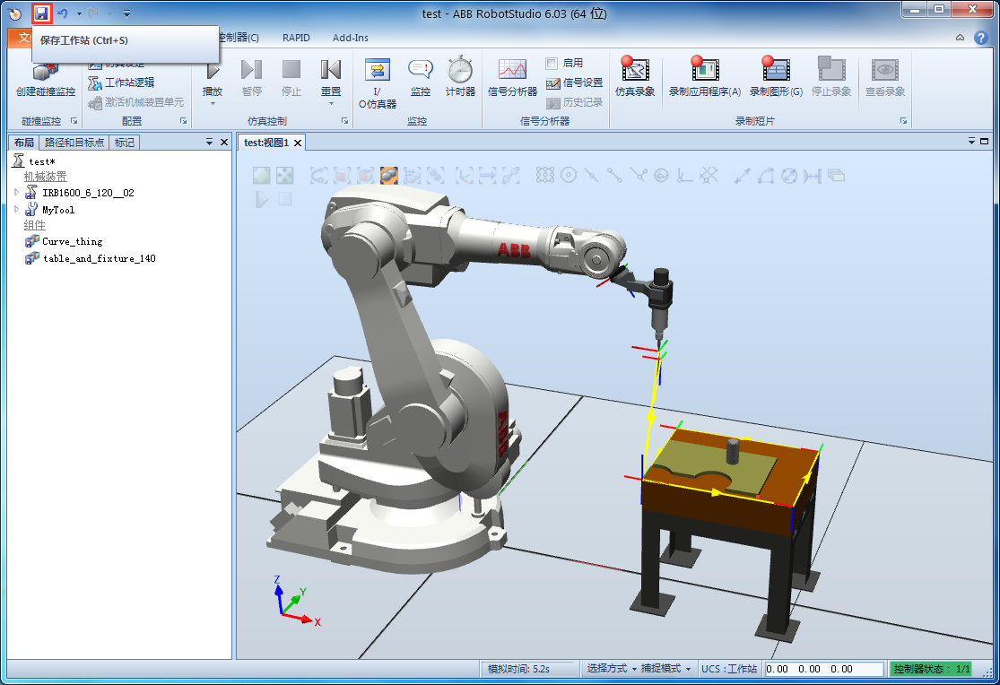 test - ABB RobotStudio 6.03 (64 位)
控制器(C) RAPID Add-Ins
保存工作站 (Ctrl+S)
创建碰撞监控
碰撞监控
工作站逻辑
激活机械装置单元
配置
播放
暂停
停止
重置
仿真控制
I/
O仿真器
监控
计时器
监控
信号分析器
启用
信号设置
历史记录
信号分析器
仿真录象
录制应用程序(A)
录制图形(G)
停止录象
查看录象
录制短片
布局 路径和目标点 标记
test:视图1
test*
机械装置
IRB1600_6_120__02
MyTool
组件
Curve_thing
table_and_fixture_140
ABB
ABB
Z
Y
X
模拟时间: 5.2s 选择方式 捕捉模式 UCS : 工作站 0.00 0.00 0.00 控制器状态： 1/1